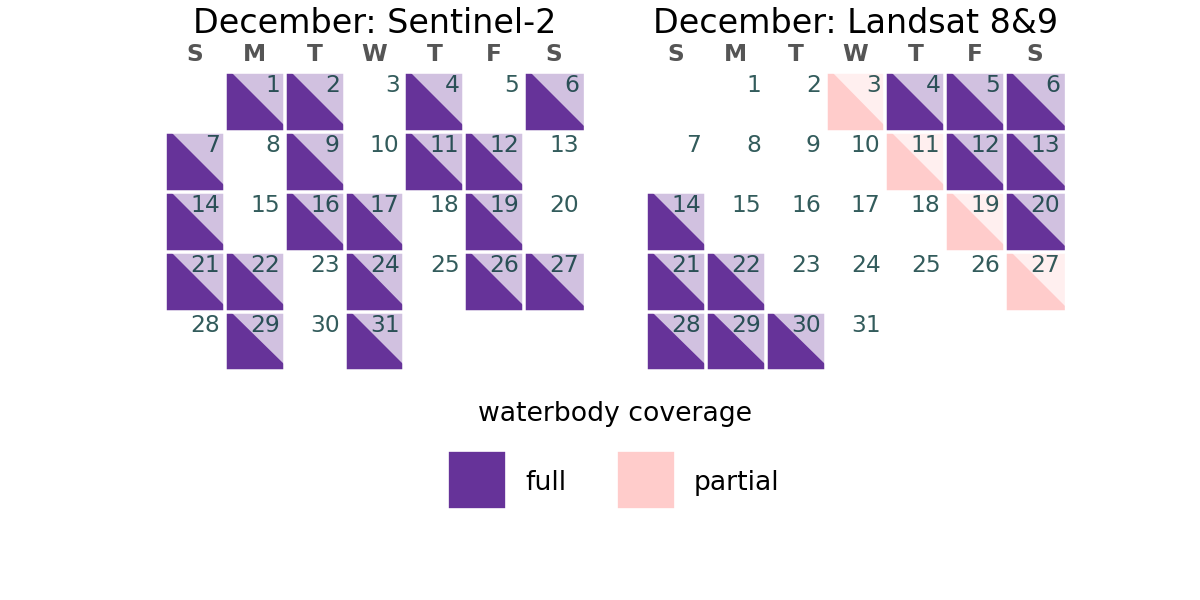 December: Sentinel-2
S M T W T F S
1 2 3 4 5 6
7 8 9 10 11 12 13
14 15 16 17 18 19 20
21 22 23 24 25 26 27
28 29 30 31
December: Landsat 8&9
S M T W T F S
1 2 3 4 5 6
7 8 9 10 11 12 13
14 15 16 17 18 19 20
21 22 23 24 25 26 27
28 29 30 31
waterbody coverage
full partial